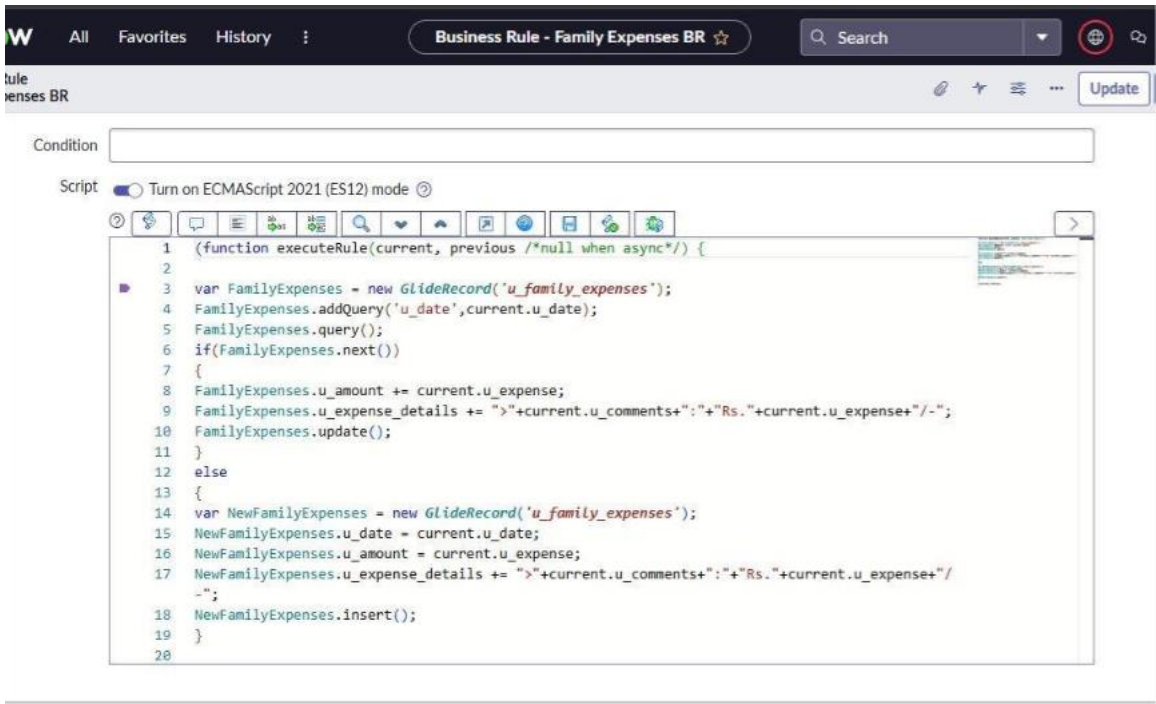 W All Favorites History Business Rule - Family Expenses BR Search
Rule
penses BR Update
Condition
Script Turn on ECMAScript 2021 (ES12) mode
1 (function executeRule(current, previous /*null when async*/) {
2
3 var FamilyExpenses = new GlideRecord('u_family_expenses');
4 FamilyExpenses.addQuery('u_date',current.u_date);
5 FamilyExpenses.query();
6 if(FamilyExpenses.next())
7 {
8 FamilyExpenses.u_amount += current.u_expense;
9 FamilyExpenses.u_expense_details += ">"+current.u_comments+":"+"Rs."+current.u_expense+"/-";
10 FamilyExpenses.update();
11 }
12 else
13 {
14 var NewFamilyExpenses = new GlideRecord('u_family_expenses');
15 NewFamilyExpenses.u_date = current.u_date;
16 NewFamilyExpenses.u_amount = current.u_expense;
17 NewFamilyExpenses.u_expense_details += ">"+current.u_comments+":"+"Rs."+current.u_expense+"/
-";
18 NewFamilyExpenses.insert();
19 }
20